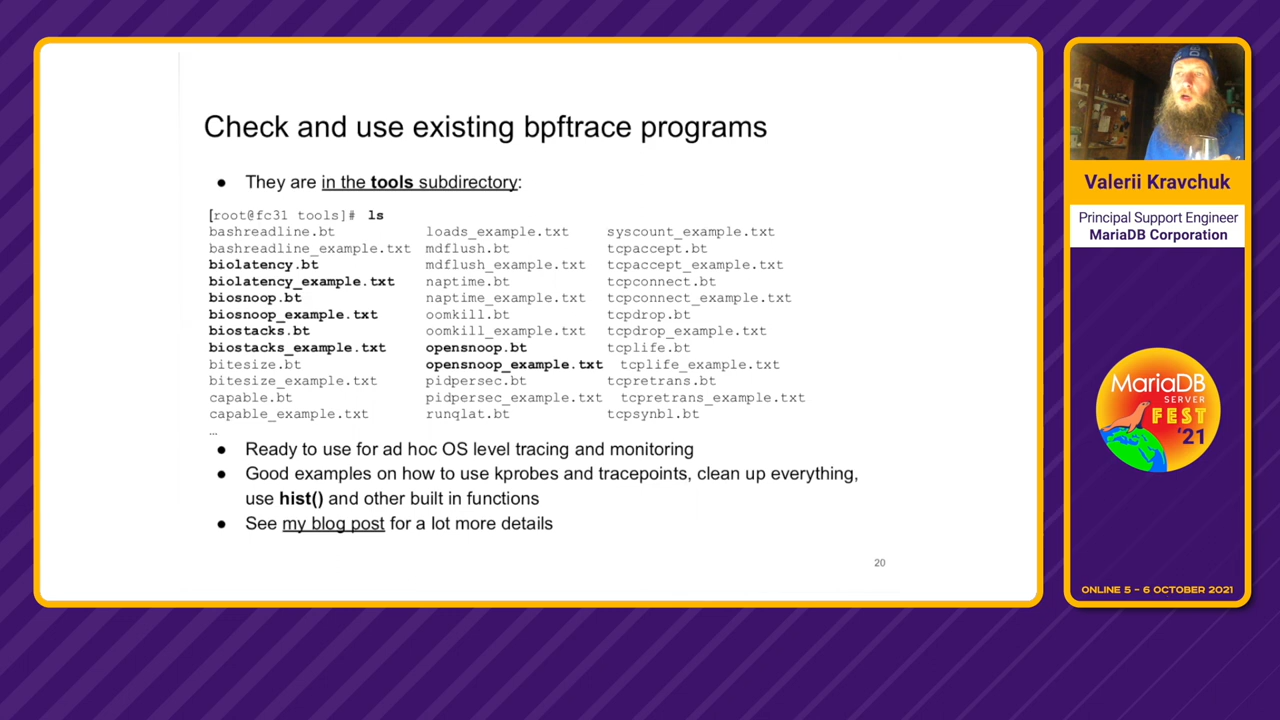 Check and use existing bpftrace programs
● They are in the tools subdirectory:
[root@fc31 tools]# ls
bashreadline.bt loads_example.txt syscount_example.txt
bashreadline_example.txt mdflush.bt tcpaccept.bt
biolatency.bt mdflush_example.txt tcpaccept_example.txt
biolatency_example.txt naptime.bt tcpconnect.bt
biosnoop.bt naptime_example.txt tcpconnect_example.txt
biosnoop_example.txt oomkill.bt tcpdrop.bt
biostacks.bt oomkill_example.txt tcpdrop_example.txt
biostacks_example.txt opensnoop.bt tcplife.bt
bitesize.bt opensnoop_example.txt tcplife_example.txt
bitesize_example.txt pidpersec.bt tcpretrans.bt
capable.bt pidpersec_example.txt tcpretrans_example.txt
capable_example.txt runqlat.bt tcpsynbl.bt
…
● Ready to use for ad hoc OS level tracing and monitoring
● Good examples on how to use kprobes and tracepoints, clean up everything,
use hist() and other built in functions
● See my blog post for a lot more details
20
Valerii Kravchuk
Principal Support Engineer
MariaDB Corporation
MariaDB
SERVER
FEST
'21
ONLINE 5 – 6 OCTOBER 2021